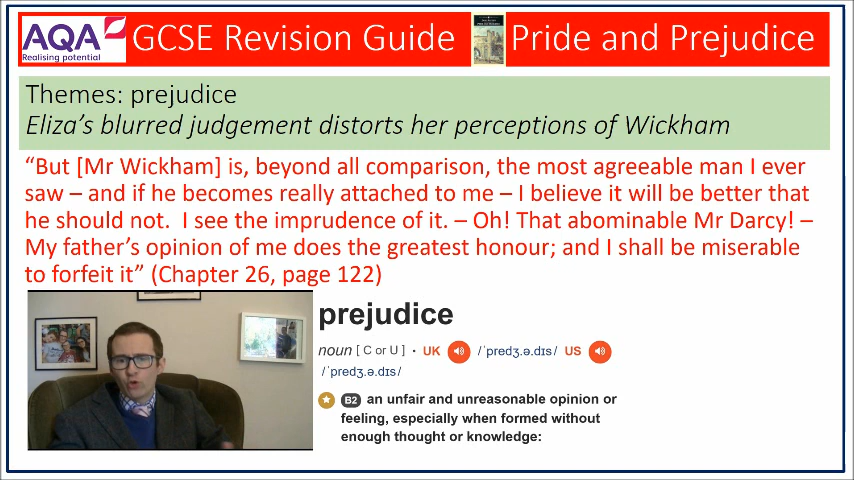 AQA
Realising potential
GCSE Revision Guide
Pride and Prejudice
Themes: prejudice
Eliza’s blurred judgement distorts her perceptions of Wickham
“But [Mr Wickham] is, beyond all comparison, the most agreeable man I ever
saw – and if he becomes really attached to me – I believe it will be better that
he should not.  I see the imprudence of it. – Oh! That abominable Mr Darcy! –
My father’s opinion of me does the greatest honour; and I shall be miserable
to forfeit it” (Chapter 26, page 122)
prejudice
noun [ C or U ] · UK /ˈpredʒ.ə.dɪs/ US
/ˈpredʒ.ə.dɪs/
B2 an unfair and unreasonable opinion or
feeling, especially when formed without
enough thought or knowledge: